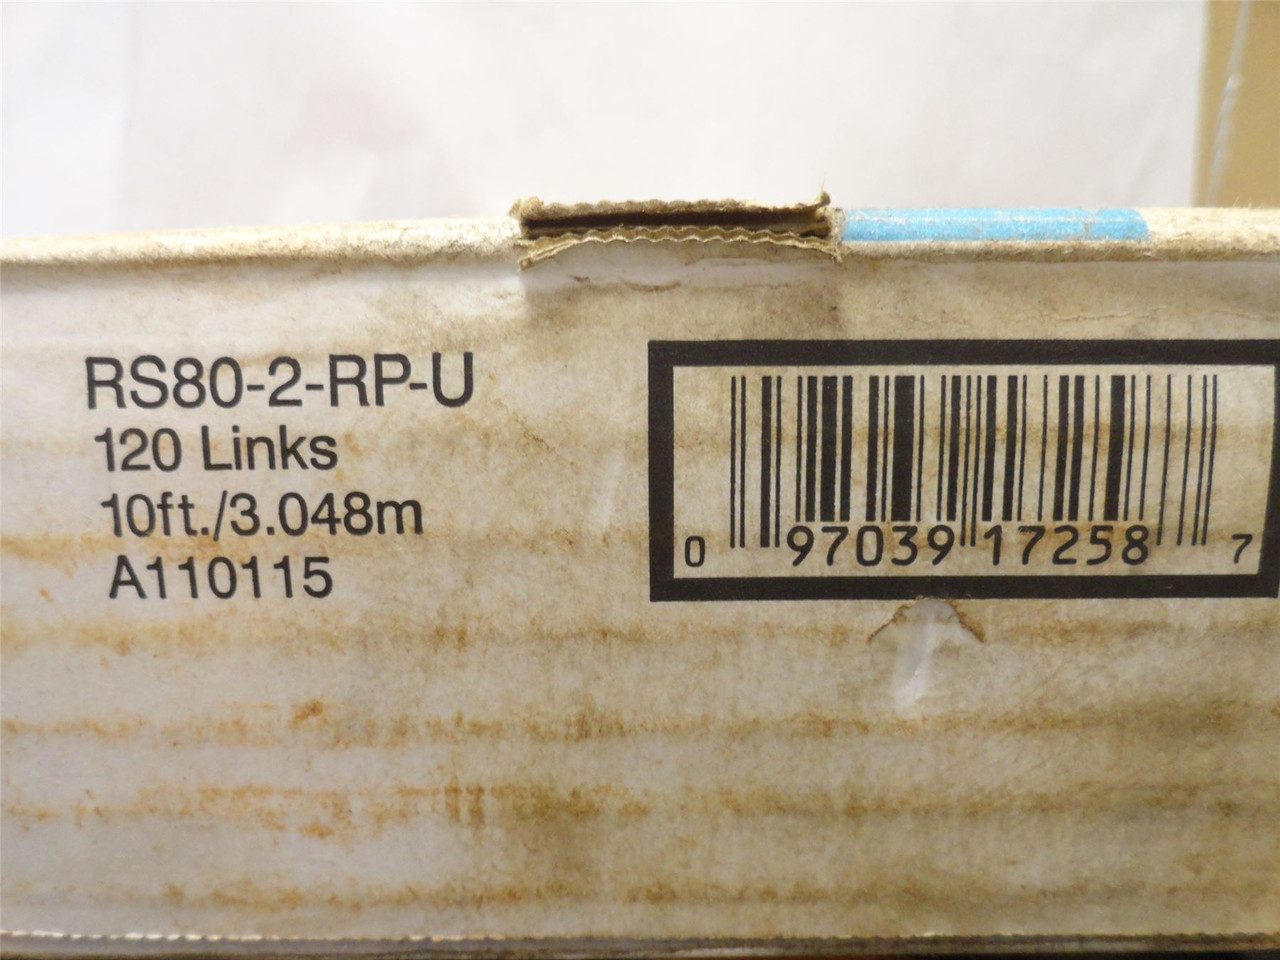 RS80-2-RP-U
120 Links
10ft./3.048m
A110115
0 97039 17258 7